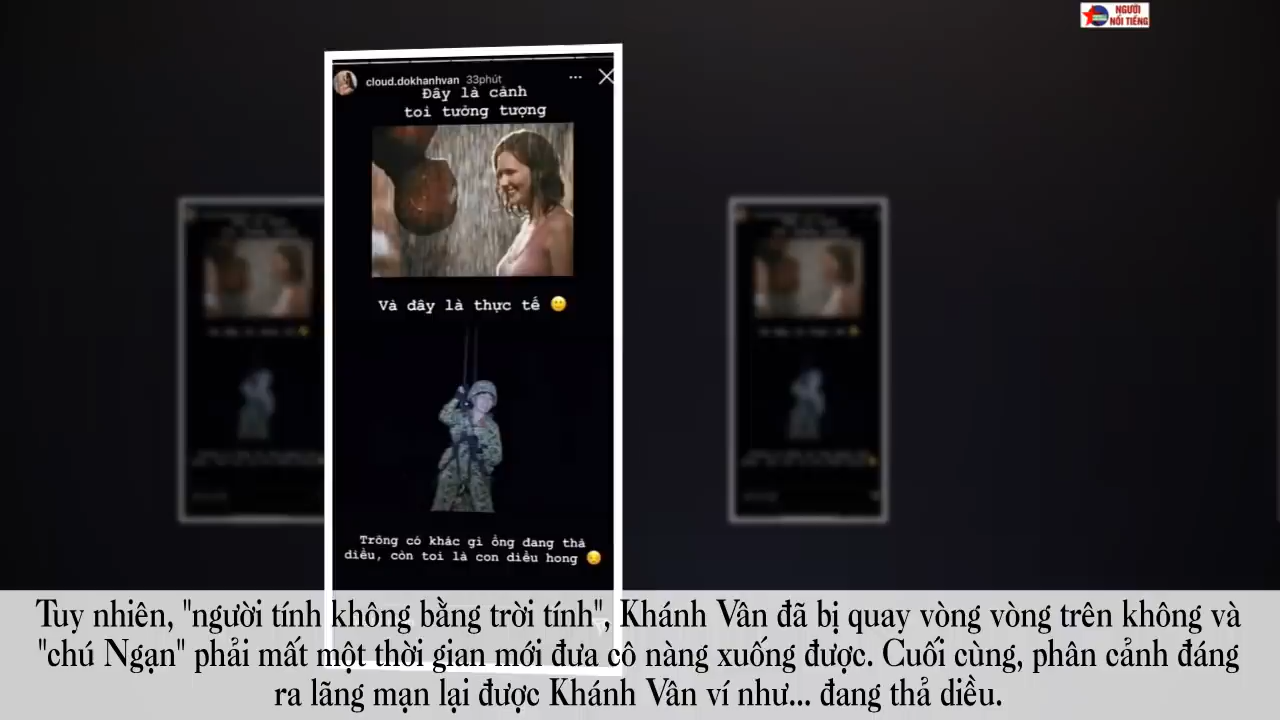 NGƯỜI
NỔI TIẾNG
cloud.dokhanhvan 33phút
Đây là cảnh
toi tưởng tượng
Và đây là thực tế
Trông có khác gì ổng đang thả
diều, còn toi là con diều hong
Tuy nhiên, "người tính không bằng trời tính", Khánh Vân đã bị quay vòng vòng trên không và
"chú Ngạn" phải mất một thời gian mới đưa cô nàng xuống được. Cuối cùng, phân cảnh đáng
ra lãng mạn lại được Khánh Vân ví như... đang thả diều.